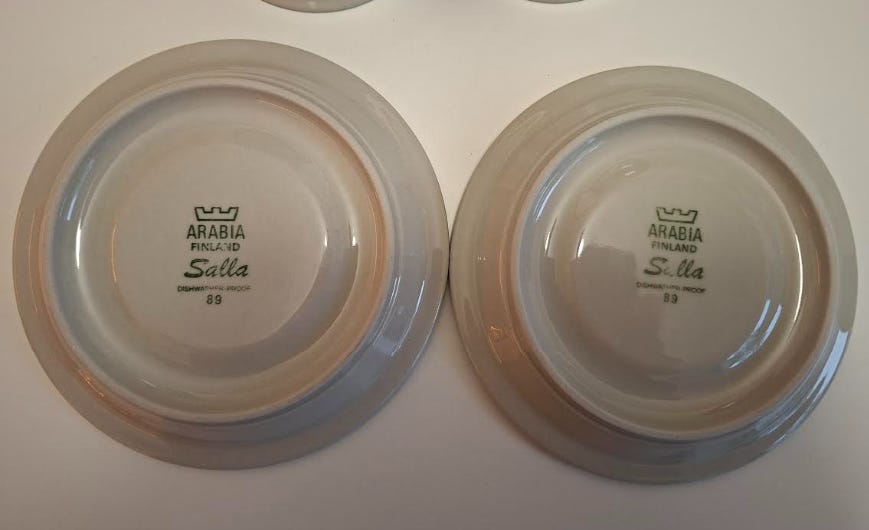 ARABIA
FINLAND
Salla
DISHWASHER-PROOF
89
ARABIA
FINLAND
Salla
DISHWASHER-PROOF
89